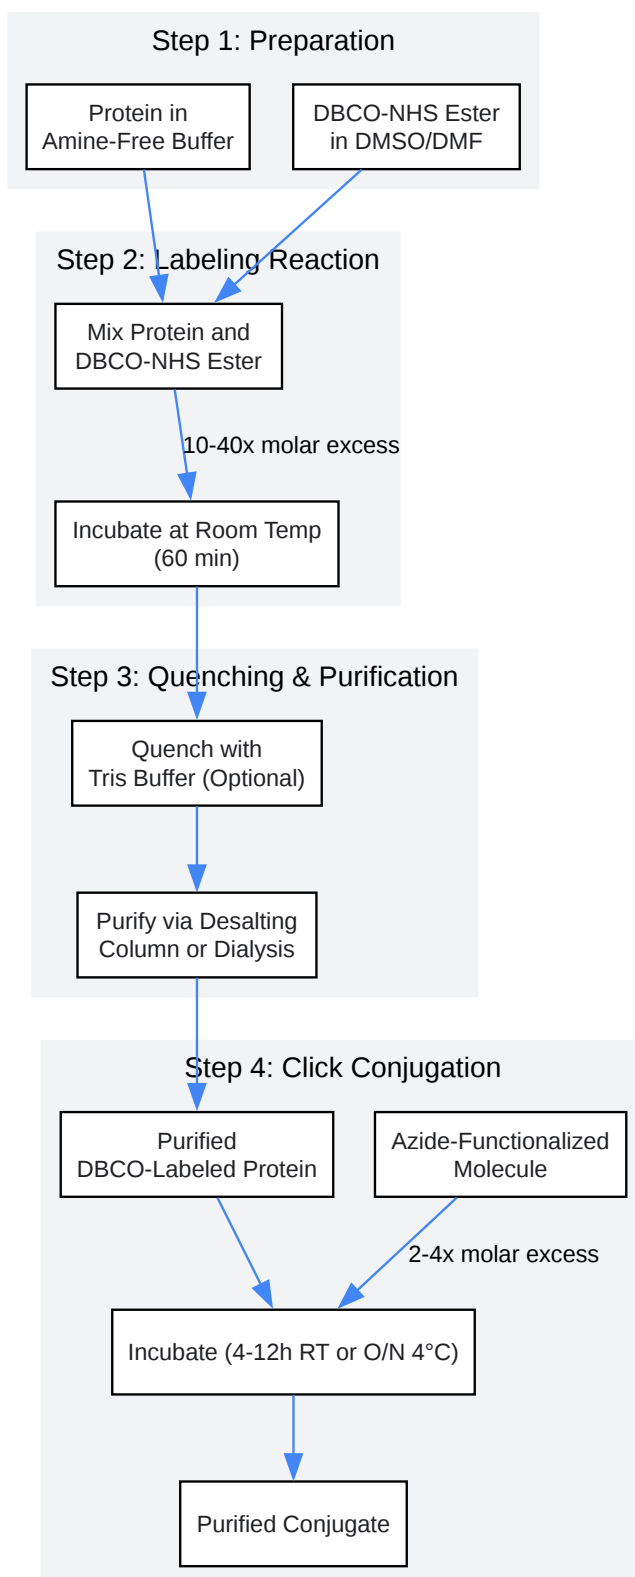 Step 1: Preparation
Protein in
Amine-Free Buffer
DBCO-NHS Ester
in DMSO/DMF
Step 2: Labeling Reaction
Mix Protein and
DBCO-NHS Ester
10-40x molar excess
Incubate at Room Temp
(60 min)
Step 3: Quenching & Purification
Quench with
Tris Buffer (Optional)
Purify via Desalting
Column or Dialysis
Step 4: Click Conjugation
Purified
DBCO-Labeled Protein
Azide-Functionalized
Molecule
2-4x molar excess
Incubate (4-12h RT or O/N 4°C)
Purified Conjugate